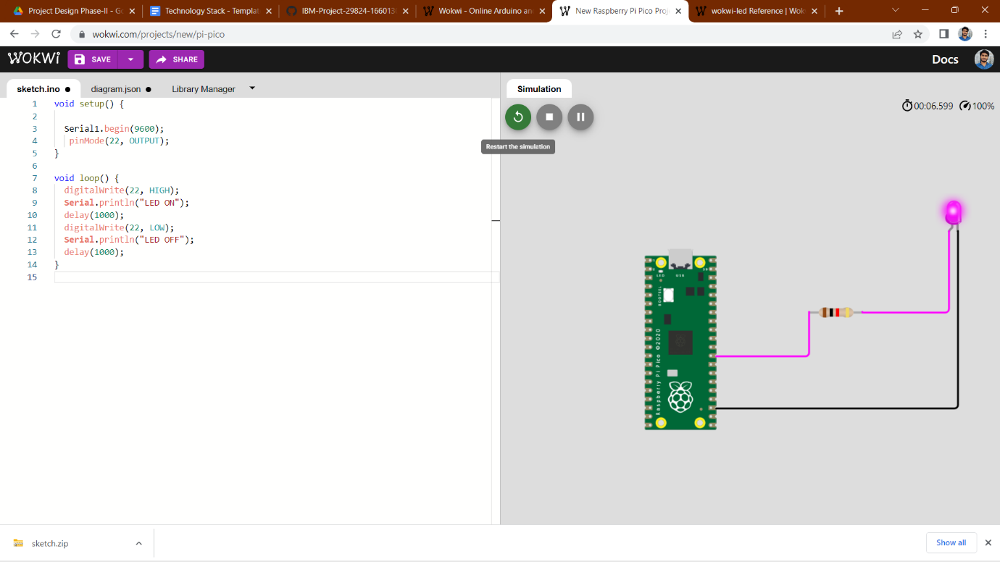 Project Design Phase-II - Go
Technology Stack - Templat
IBM-Project-29824-166013
Wokwi - Online Arduino an
New Raspberry Pi Pico Proj
wokwi-led Reference | Wok
wokwi.com/projects/new/pi-pico
WOKWI
SAVE
SHARE
Docs
sketch.ino
diagram.json
Library Manager
Simulation
00:06.599
100%
Restart the simulation
1 void setup() {
2
3 Serial1.begin(9600);
4 pinMode(22, OUTPUT);
5 }
6
7 void loop() {
8 digitalWrite(22, HIGH);
9 Serial.println("LED ON");
10 delay(1000);
11 digitalWrite(22, LOW);
12 Serial.println("LED OFF");
13 delay(1000);
14 }
15
LED
USB
BOOTSEL
Raspberry Pi Pico ©2020
sketch.zip
Show all